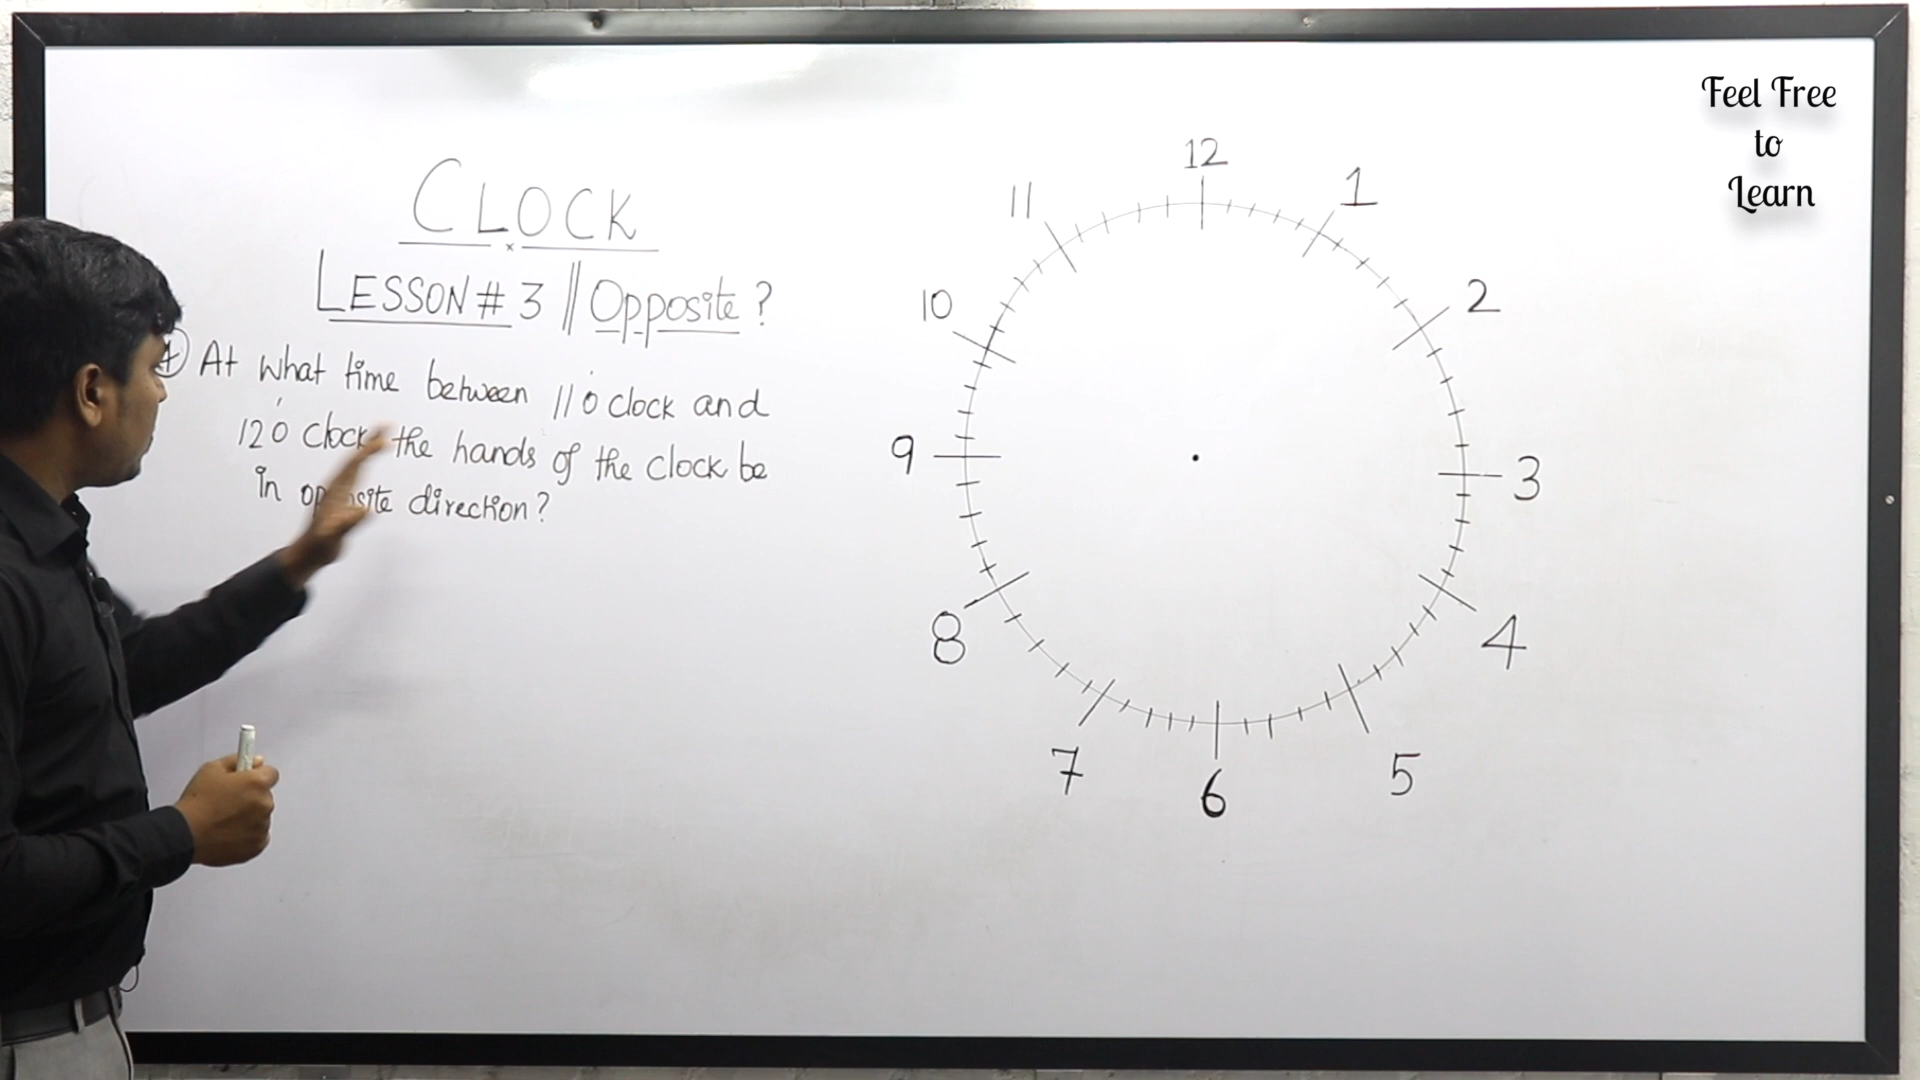 Feel Free
to
Learn
CLOCK
LESSON # 3 || Opposite ?
At what time between 11 o'clock and
12 o'clock the hands of the clock be
in opposite direction?
12
1
2
3
4
5
6
7
8
9
10
11